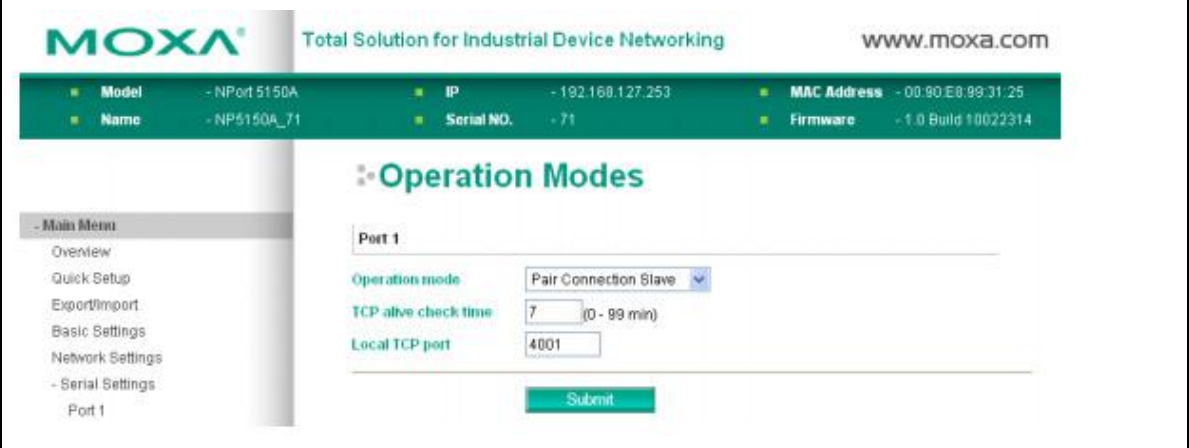 MOXA® Total Solution for Industrial Device Networking www.moxa.com
Model - NPort 5150A IP - 192.168.127.253 MAC Address - 00:90:E8:99:31:25
Name - NP5150A_71 Serial NO. - 71 Firmware - 1.0 Build 10022314
Operation Modes
- Main Menu
Overview
Quick Setup
Export/Import
Basic Settings
Network Settings
- Serial Settings
Port 1
Port 1
Operation mode Pair Connection Slave
TCP alive check time 7 (0 - 99 min)
Local TCP port 4001
Submit